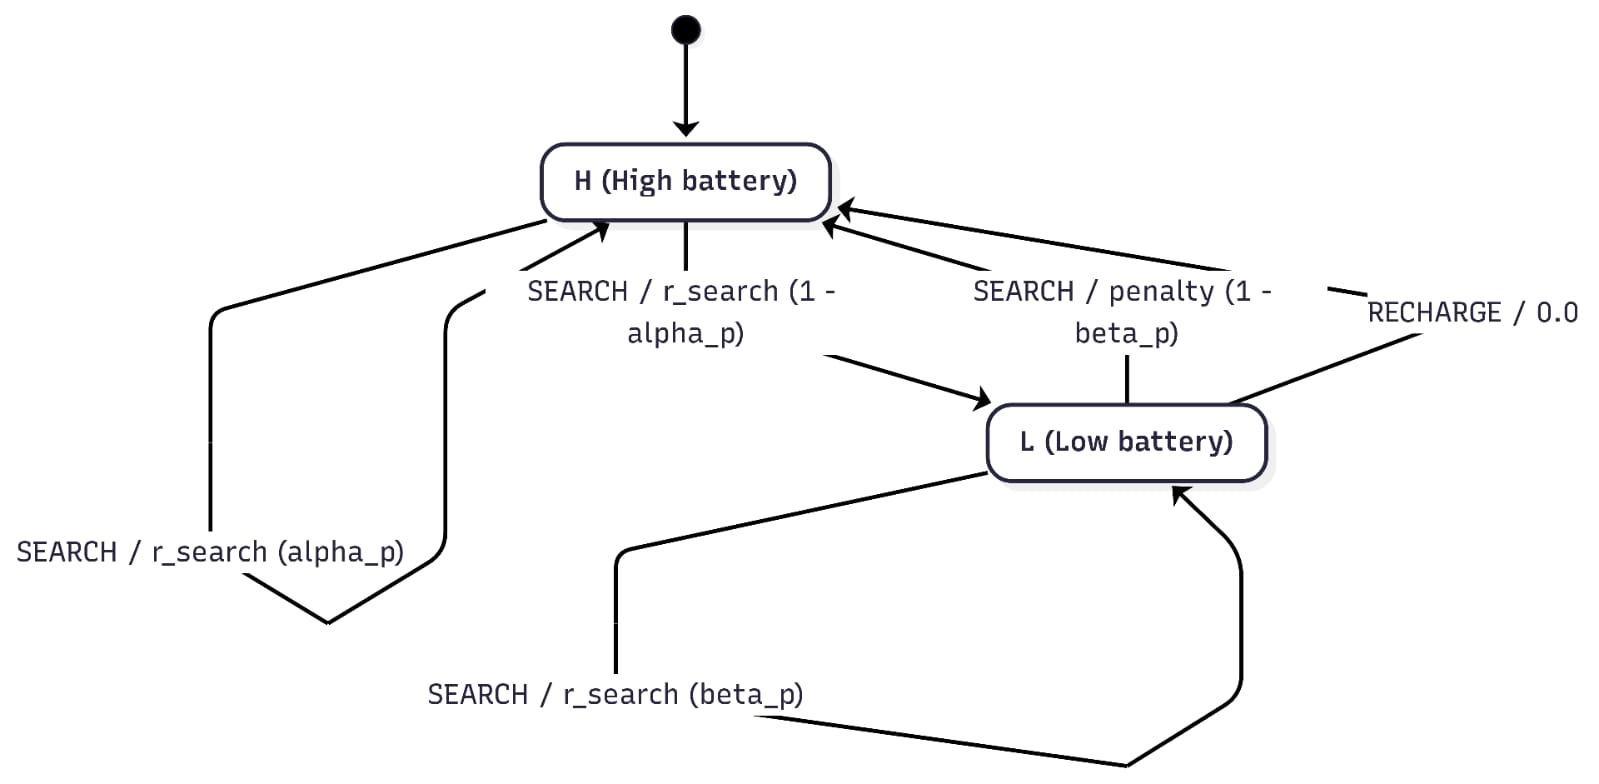 H (High battery)
SEARCH / r_search (1 -
alpha_p)
SEARCH / penalty (1 -
beta_p)
RECHARGE / 0.0
L (Low battery)
SEARCH / r_search (alpha_p)
SEARCH / r_search (beta_p)